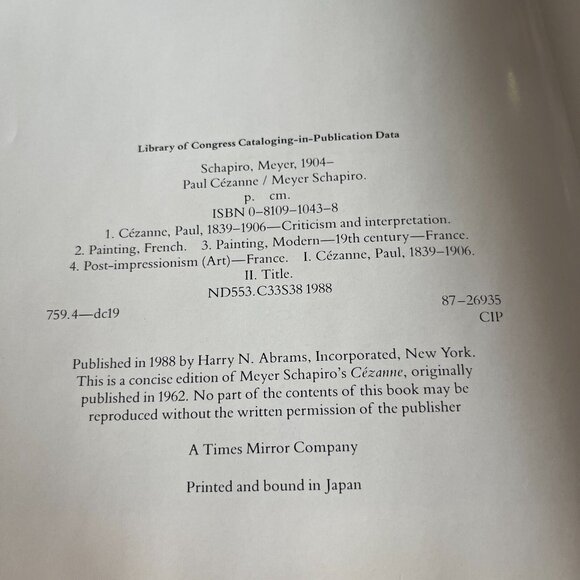 Library of Congress Cataloging-in-Publication Data
Schapiro, Meyer, 1904–
Paul Cézanne / Meyer Schapiro.
p. cm.
ISBN 0–8109–1043–8
1. Cézanne, Paul, 1839–1906—Criticism and interpretation.
2. Painting, French. 3. Painting, Modern—19th century—France.
4. Post-impressionism (Art)—France. I. Cézanne, Paul, 1839–1906.
II. Title.
ND553.C33S38 1988
759.4—dc19 87–26935
CIP
Published in 1988 by Harry N. Abrams, Incorporated, New York.
This is a concise edition of Meyer Schapiro's Cézanne, originally
published in 1962. No part of the contents of this book may be
reproduced without the written permission of the publisher
A Times Mirror Company
Printed and bound in Japan